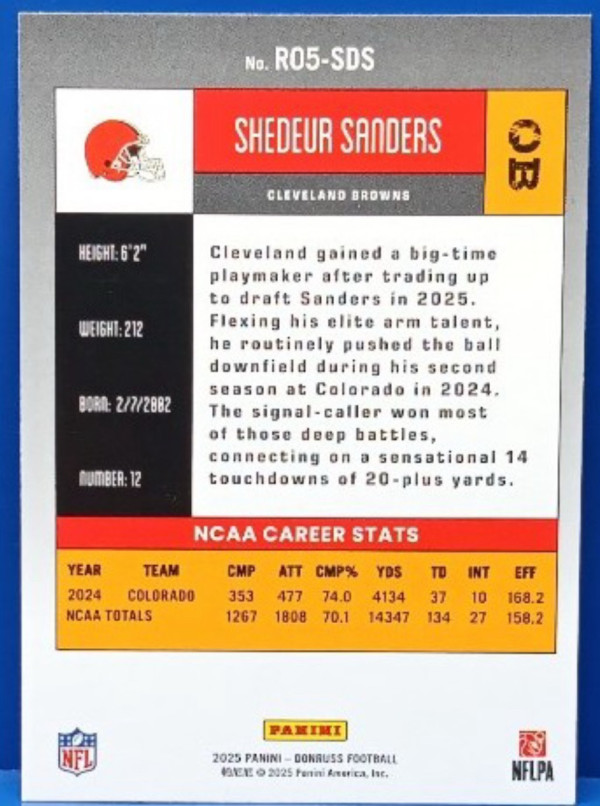 No. RO5-SDS
SHEDEUR SANDERS
QB
CLEVELAND BROWNS
HEIGHT: 6'2"
WEIGHT: 212
BORN: 2/7/2002
NUMBER: 12
Cleveland gained a big-time
playmaker after trading up
to draft Sanders in 2025.
Flexing his elite arm talent,
he routinely pushed the ball
downfield during his second
season at Colorado in 2024.
The signal-caller won most
of those deep battles,
connecting on a sensational 14
touchdowns of 20-plus yards.
NCAA CAREER STATS
YEAR TEAM CMP ATT CMP% YDS TD INT EFF
2024 COLORADO 353 477 74.0 4134 37 10 168.2
NCAA TOTALS 1267 1808 70.1 14347 134 27 158.2
PANINI
2025 PANINI – DONRUSS FOOTBALL
© 2025 Panini America, Inc.
NFL
NFLPA